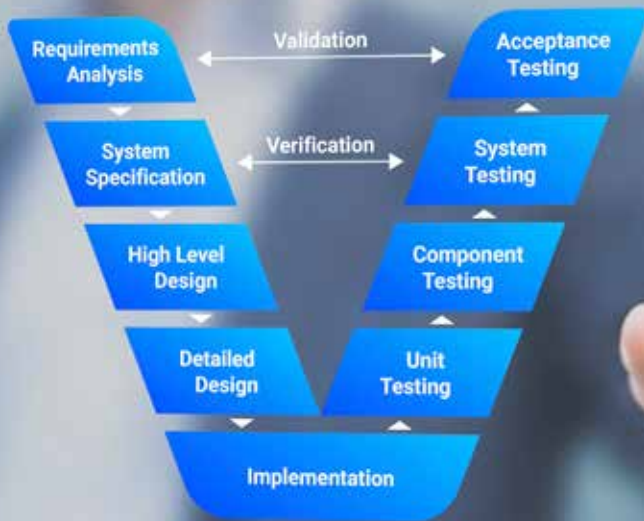 Requirements
Analysis
Validation
Acceptance
Testing
System
Specification
Verification
System
Testing
High Level
Design
Component
Testing
Detailed
Design
Unit
Testing
Implementation